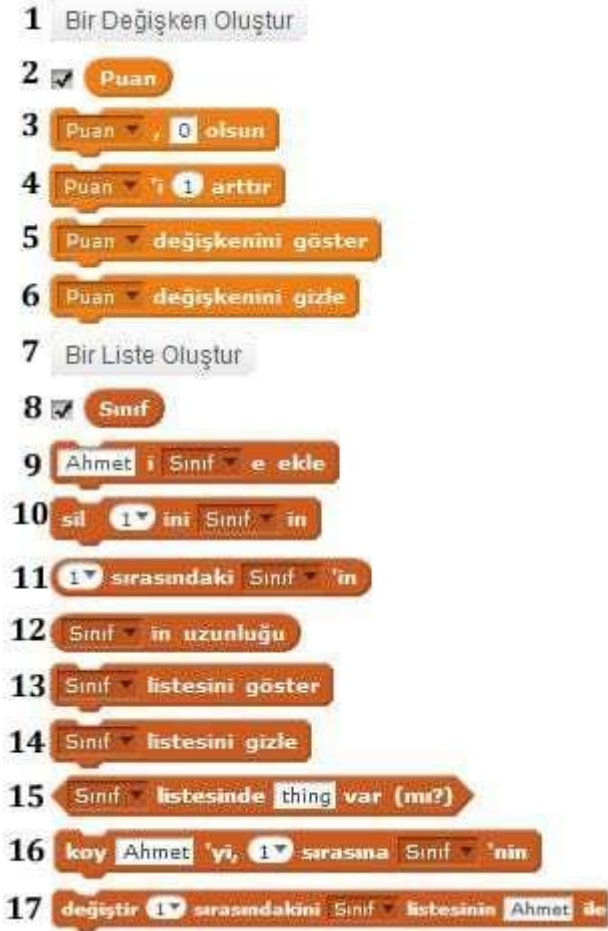 1 Bir Değişken Oluştur
2 Puan
3 Puan , 0 olsun
4 Puan 'i 1 arttır
5 Puan değişkenini göster
6 Puan değişkenini gizle
7 Bir Liste Oluştur
8 Sınıf
9 Ahmet i Sınıf e ekle
10 sil 1 ini Sınıf in
11 1 sırasındaki Sınıf 'in
12 Sınıf in uzunluğu
13 Sınıf listesini göster
14 Sınıf listesini gizle
15 Sınıf listesinde thing var (mı?)
16 koy Ahmet 'yi, 1 sırasına Sınıf 'nin
17 değiştir 1 sırasındakini Sınıf listesinin Ahmet ile